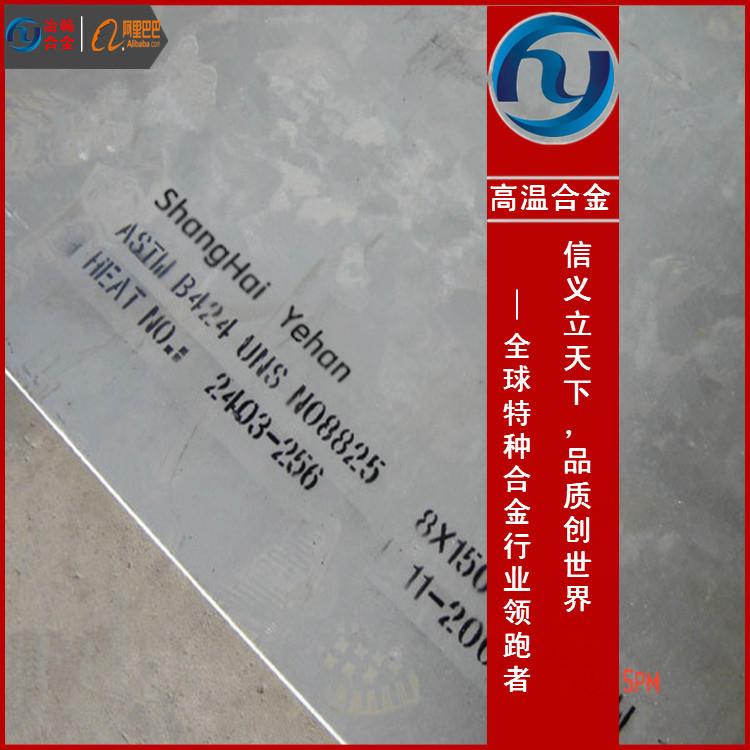 冶韩
合金
阿里巴巴
Alibaba.com
高温合金
信义立天下,品质创世界
—全球特种合金行业领跑者
ShangHai Yehan
ASTM B424 UNS N08825
8X150
HEAT NO.: 2403-256
11-200
5PM